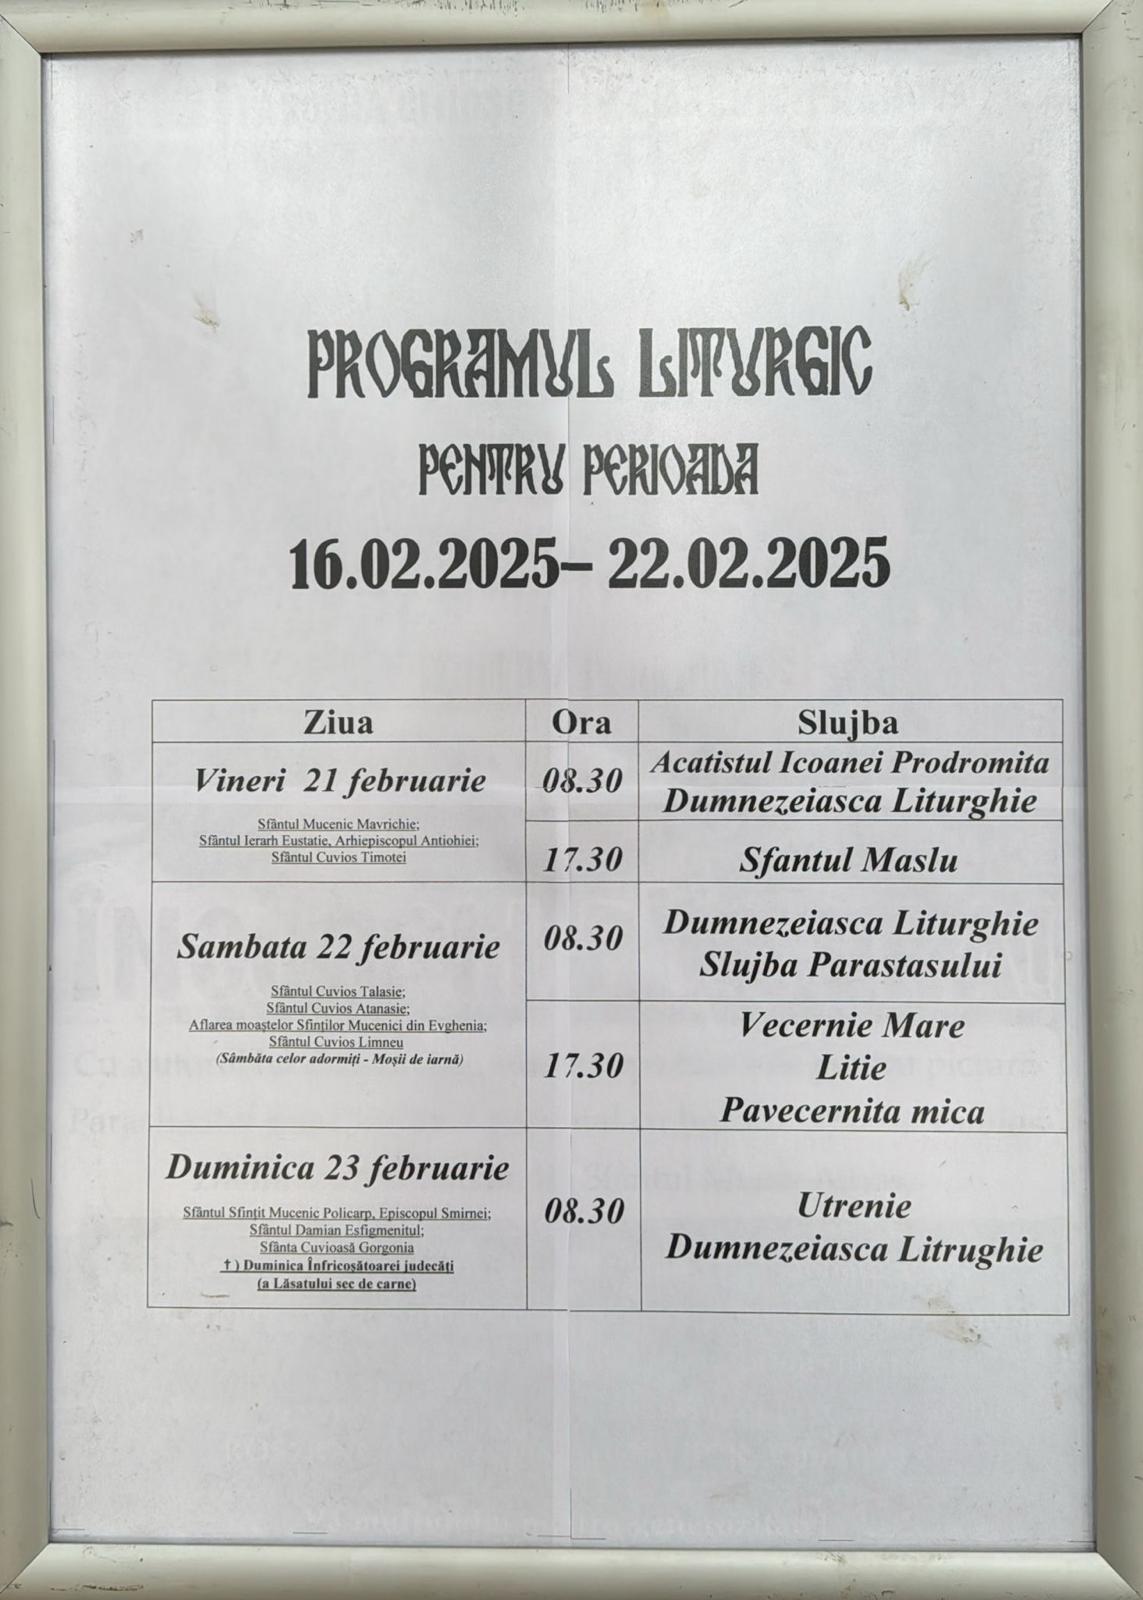 PROGRAMUL LITURGIC
PENTRU PERIOADA
16.02.2025– 22.02.2025
Ziua Ora Slujba
Vineri 21 februarie
Sfântul Mucenic Mavrichie;
Sfântul Ierarh Eustatie, Arhiepiscopul Antiohiei;
Sfântul Cuvios Timotei
08.30
Acatistul Icoanei Prodromita
Dumnezeiasca Liturghie
17.30
Sfantul Maslu
Sambata 22 februarie
Sfântul Cuvios Talasie;
Sfântul Cuvios Atanasie;
Aflarea moaștelor Sfinților Mucenici din Evghenia;
Sfântul Cuvios Limneu
(Sâmbăta celor adormiți - Moșii de iarnă)
08.30
Dumnezeiasca Liturghie
Slujba Parastasului
17.30
Vecernie Mare
Litie
Pavecernita mica
Duminica 23 februarie
Sfântul Sfințit Mucenic Policarp, Episcopul Smirnei;
Sfântul Damian Esfigmenitul;
Sfânta Cuvioasă Gorgonia
†) Duminica Înfricoșătoarei judecăți
(a Lăsatului sec de carne)
08.30
Utrenie
Dumnezeiasca Litrughie